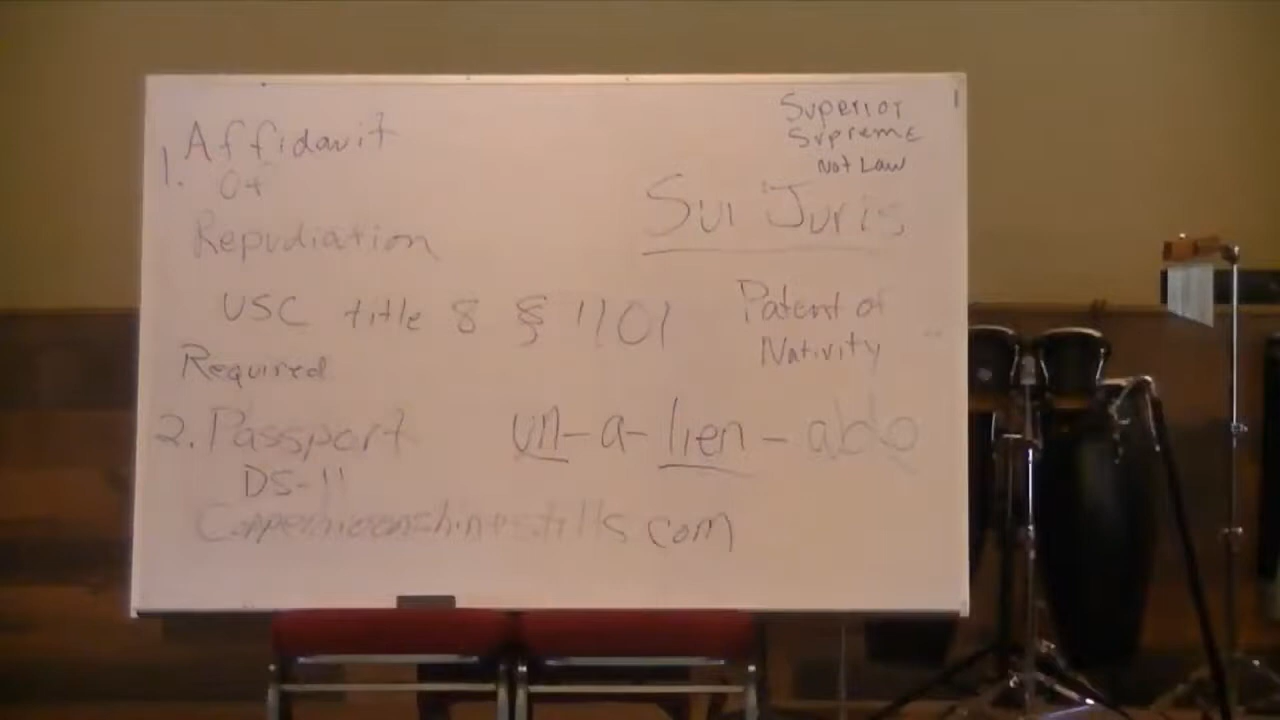 Superior
Supreme
Not Law
1. Affidavit
Of
Repudiation
Sui Juris
USC title 8 § 1101
Patent of
Nativity
Required
2. Passport
un-a-lien-able
DS-11
Coppermoonshinestills com